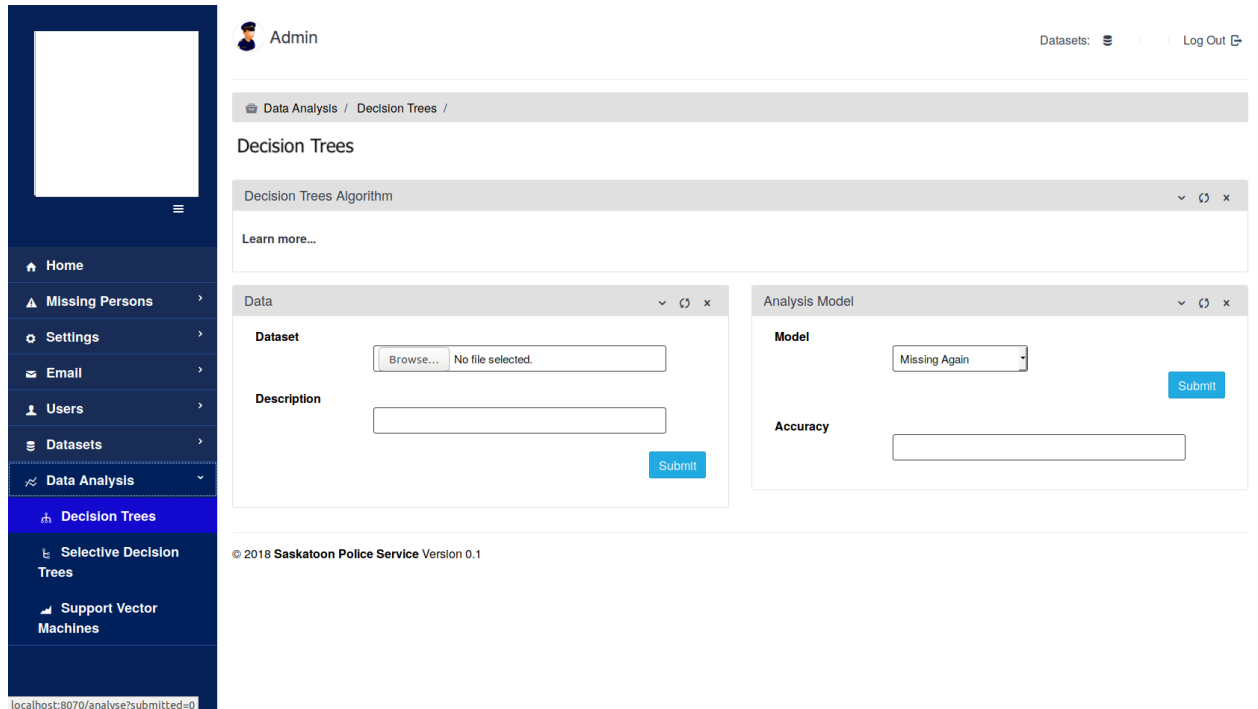 Admin
Datasets:
Log Out
Data Analysis / Decision Trees /
Decision Trees
Decision Trees Algorithm
Learn more...
Home
Missing Persons
Settings
Email
Users
Datasets
Data Analysis
Decision Trees
Selective Decision
Trees
Support Vector
Machines
Data
Dataset
Browse... No file selected.
Description
Submit
Analysis Model
Model
Missing Again
Submit
Accuracy
© 2018 Saskatoon Police Service Version 0.1
localhost:8070/analyse?submitted=0